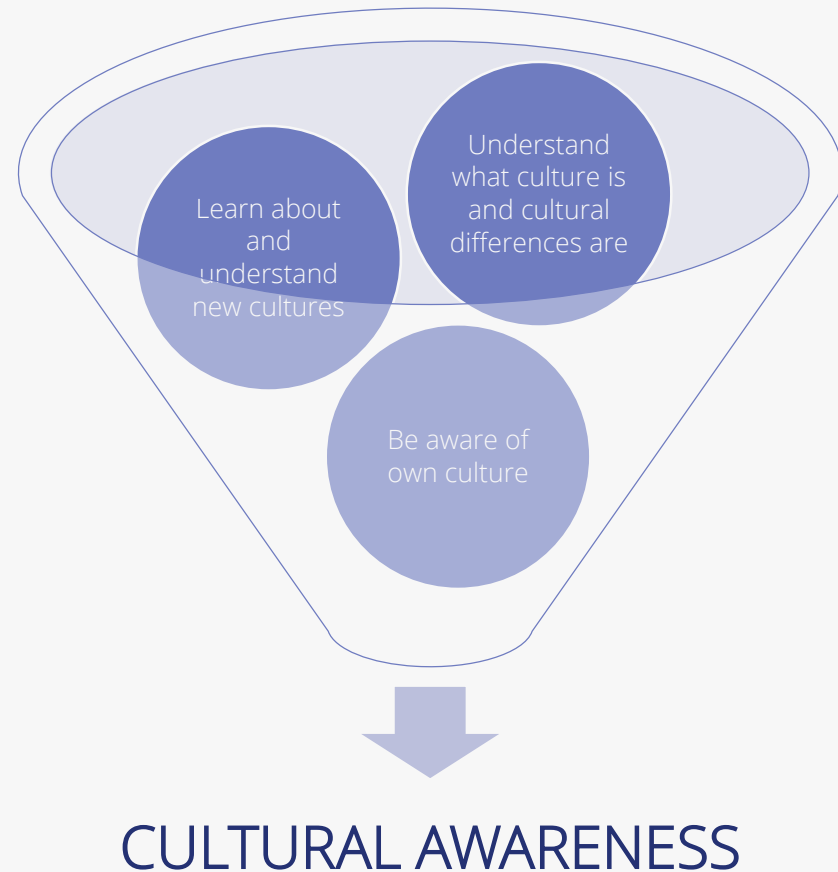 Understand
what culture is
and cultural
differences are
Learn about
and
understand
new cultures
Be aware of
own culture
CULTURAL AWARENESS